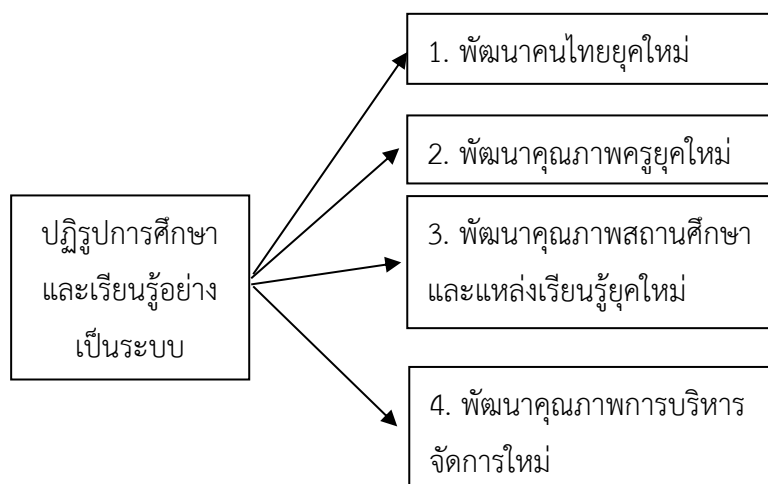 ปฏิรูปการศึกษา
และเรียนรู้อย่าง
เป็นระบบ
1. พัฒนาคนไทยยุคใหม่
2. พัฒนาคุณภาพครูยุคใหม่
3. พัฒนาคุณภาพสถานศึกษา
และแหล่งเรียนรู้ยุคใหม่
4. พัฒนาคุณภาพการบริหาร
จัดการใหม่